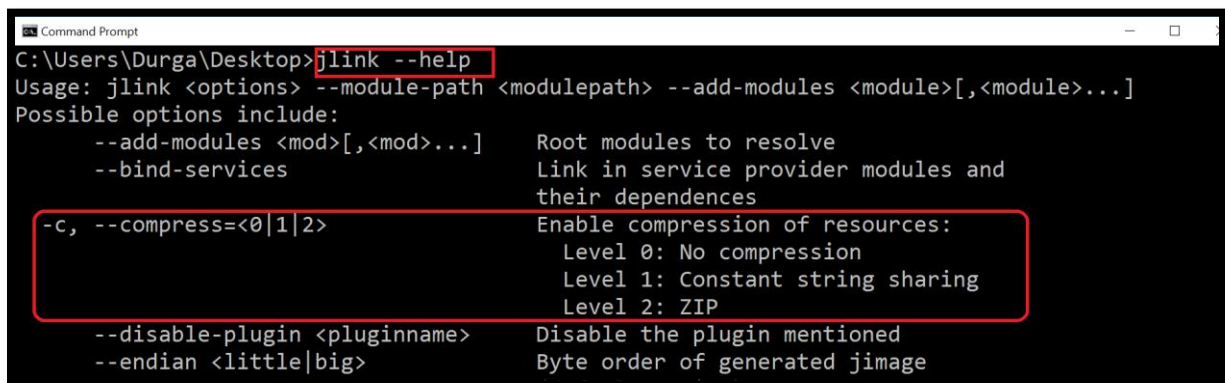 Command Prompt
C:\Users\Durga\Desktop>jlink --help
Usage: jlink <options> --module-path <modulepath> --add-modules <module>[,<module>...]
Possible options include:
      --add-modules <mod>[,<mod>...]    Root modules to resolve
      --bind-services                   Link in service provider modules and
                                        their dependences
  -c, --compress=<0|1|2>                Enable compression of resources:
                                          Level 0: No compression
                                          Level 1: Constant string sharing
                                          Level 2: ZIP
      --disable-plugin <pluginname>     Disable the plugin mentioned
      --endian <little|big>             Byte order of generated jimage